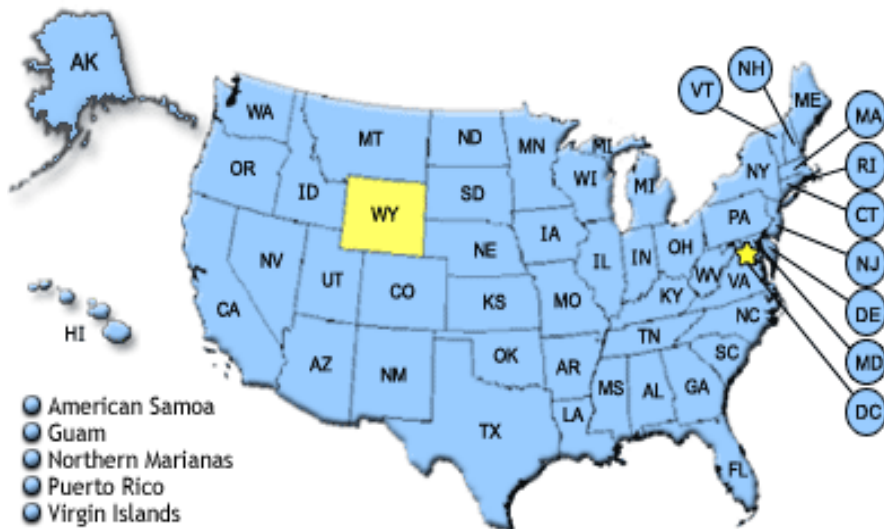 AK
NH
VT
ME
WA
MA
MT
ND
MN
MI
OR
NY
RI
ID
WI
MI
SD
WY
CT
PA
IA
NE
OH
NV
IL
IN
NJ
UT
WV
VA
CO
CA
KS
MO
KY
DE
NC
HI
TN
OK
SC
AZ
NM
AR
MD
MS
AL
GA
American Samoa
LA
DC
Guam
TX
Northern Marianas
FL
Puerto Rico
Virgin Islands